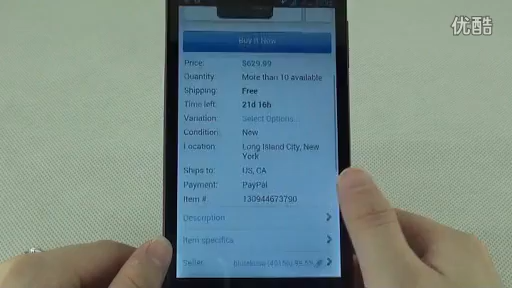 优酷
Buy It Now
Price: $629.99
Quantity: More than 10 available
Shipping: Free
Time left: 21d 16h
Variation: Select Options...
Condition: New
Location: Long Island City, New
York
Ships to: US, CA
Payment: PayPal
Item # 130944673790
Description
Item specifics
Seller: